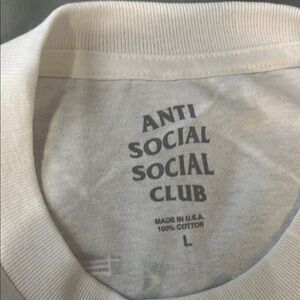 ANTI
SOCIAL
SOCIAL
CLUB
MADE IN U.S.A.
100% COTTON
L